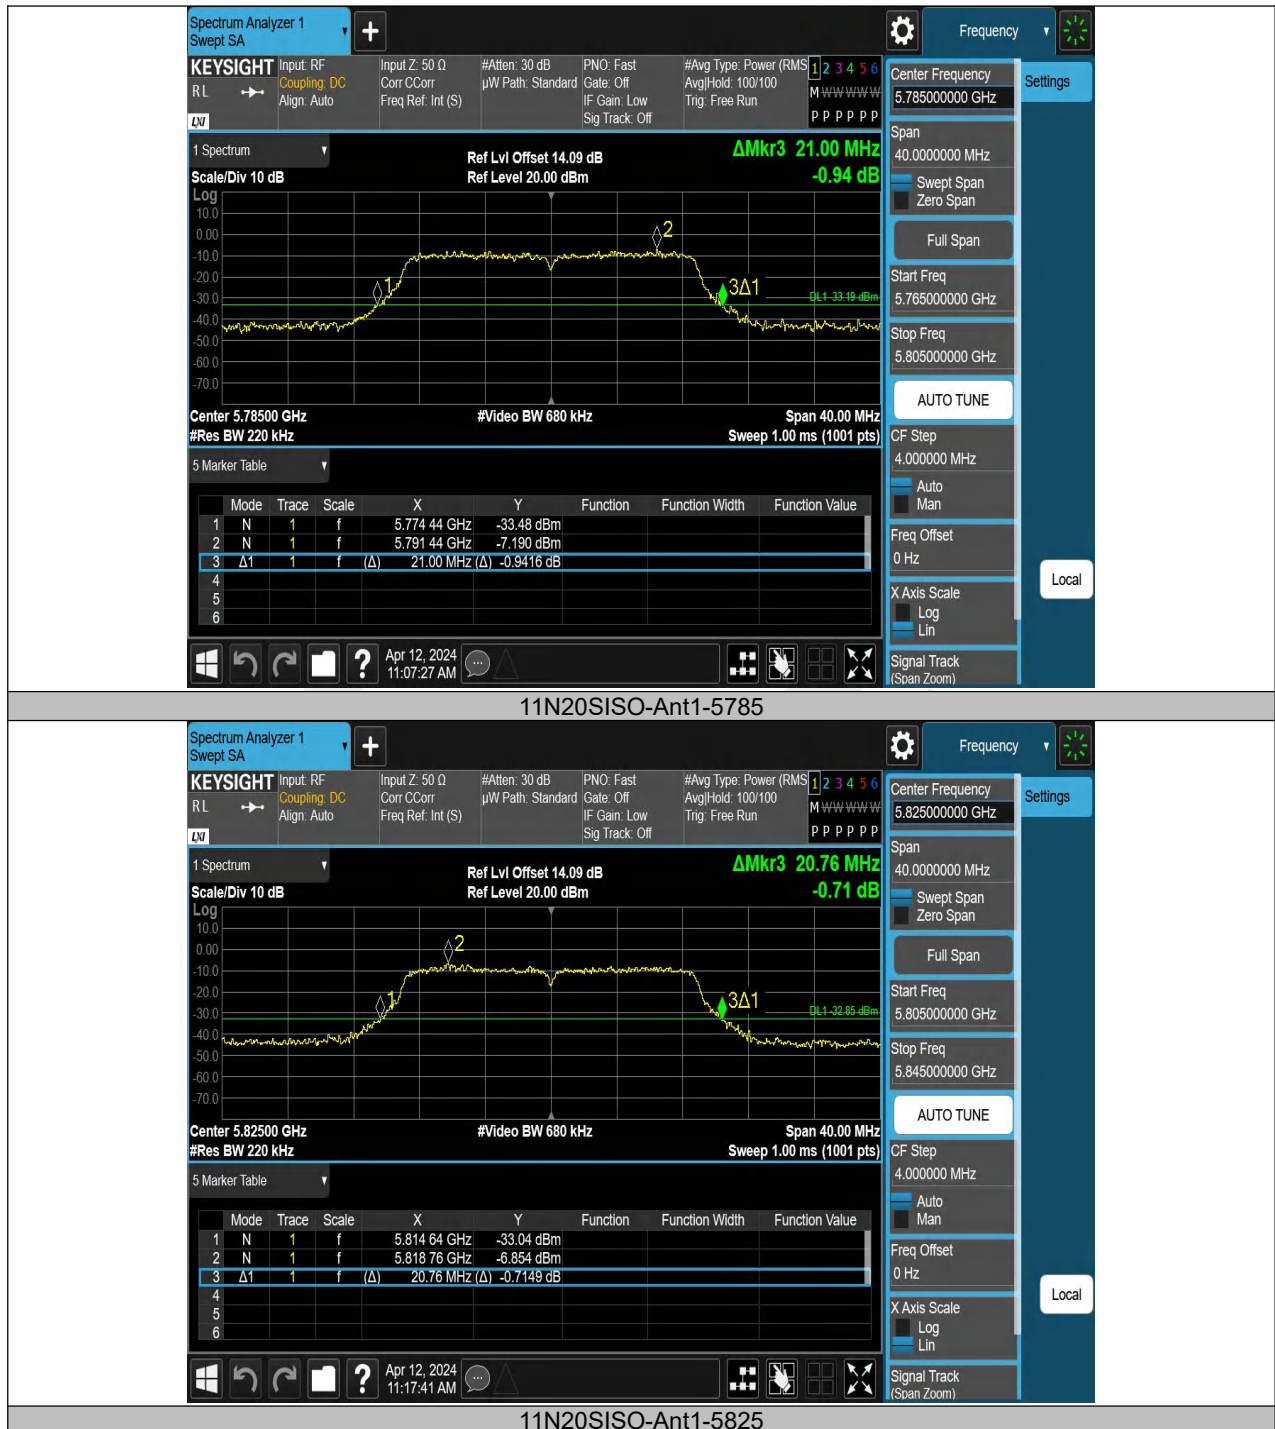 Spectrum Analyzer 1
Swept SA
+
Frequency
KEYSIGHT
R L
LXI
Input: RF
Coupling: DC
Align: Auto
Input Z: 50 Ω
Corr CCorr
Freq Ref: Int (S)
#Atten: 30 dB
µW Path: Standard
PNO: Fast
Gate: Off
IF Gain: Low
Sig Track: Off
#Avg Type: Power (RMS
Avg|Hold: 100/100
Trig: Free Run
1 2 3 4 5 6
M W W W W W
P P P P P P
Center Frequency
5.785000000 GHz
Settings
Span
40.0000000 MHz
Swept Span
Zero Span
Full Span
Start Freq
5.765000000 GHz
Stop Freq
5.805000000 GHz
AUTO TUNE
CF Step
4.000000 MHz
Auto
Man
Freq Offset
0 Hz
X Axis Scale
Log
Lin
Signal Track
(Span Zoom)
Local
1 Spectrum
Scale/Div 10 dB
Ref Lvl Offset 14.09 dB
Ref Level 20.00 dBm
ΔMkr3 21.00 MHz
-0.94 dB
Log
10.0
0.00
-10.0
-20.0
-30.0
-40.0
-50.0
-60.0
-70.0
1
2
3Δ1
DL1 -33.19 dBm
Center 5.78500 GHz
#Video BW 680 kHz
Span 40.00 MHz
#Res BW 220 kHz
Sweep 1.00 ms (1001 pts)
5 Marker Table
Mode Trace Scale X Y Function Function Width Function Value
1 N 1 f 5.774 44 GHz -33.48 dBm
2 N 1 f 5.791 44 GHz -7.190 dBm
3 Δ1 1 f (Δ) 21.00 MHz (Δ) -0.9416 dB
4
5
6
?
Apr 12, 2024
11:07:27 AM
11N20SISO-Ant1-5785
Spectrum Analyzer 1
Swept SA
+
Frequency
KEYSIGHT
R L
LXI
Input: RF
Coupling: DC
Align: Auto
Input Z: 50 Ω
Corr CCorr
Freq Ref: Int (S)
#Atten: 30 dB
µW Path: Standard
PNO: Fast
Gate: Off
IF Gain: Low
Sig Track: Off
#Avg Type: Power (RMS
Avg|Hold: 100/100
Trig: Free Run
1 2 3 4 5 6
M W W W W W
P P P P P P
Center Frequency
5.825000000 GHz
Settings
Span
40.0000000 MHz
Swept Span
Zero Span
Full Span
Start Freq
5.805000000 GHz
Stop Freq
5.845000000 GHz
AUTO TUNE
CF Step
4.000000 MHz
Auto
Man
Freq Offset
0 Hz
X Axis Scale
Log
Lin
Signal Track
(Span Zoom)
Local
1 Spectrum
Scale/Div 10 dB
Ref Lvl Offset 14.09 dB
Ref Level 20.00 dBm
ΔMkr3 20.76 MHz
-0.71 dB
Log
10.0
0.00
-10.0
-20.0
-30.0
-40.0
-50.0
-60.0
-70.0
1
2
3Δ1
DL1 -32.85 dBm
Center 5.82500 GHz
#Video BW 680 kHz
Span 40.00 MHz
#Res BW 220 kHz
Sweep 1.00 ms (1001 pts)
5 Marker Table
Mode Trace Scale X Y Function Function Width Function Value
1 N 1 f 5.814 64 GHz -33.04 dBm
2 N 1 f 5.818 76 GHz -6.854 dBm
3 Δ1 1 f (Δ) 20.76 MHz (Δ) -0.7149 dB
4
5
6
?
Apr 12, 2024
11:17:41 AM
11N20SISO-Ant1-5825